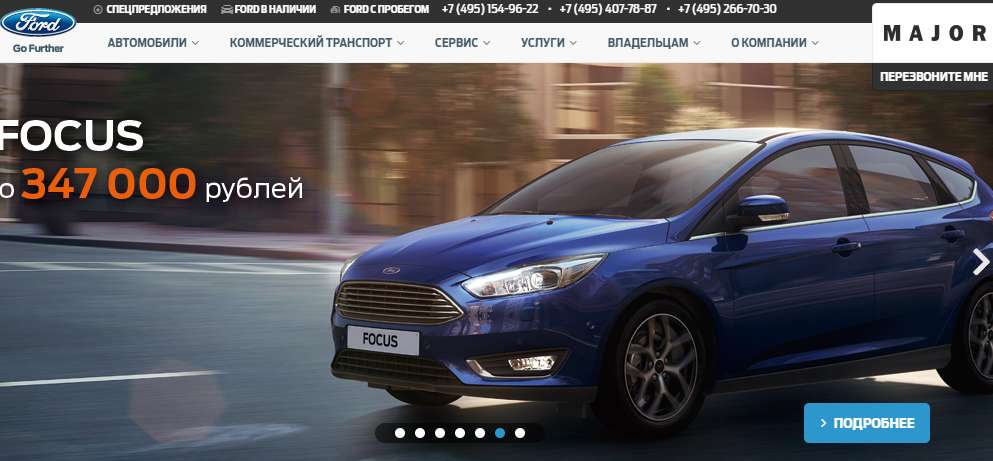 СПЕЦПРЕДЛОЖЕНИЯ FORD В НАЛИЧИИ FORD С ПРОБЕГОМ +7 (495) 154-96-22 • +7 (495) 407-78-87 • +7 (495) 266-70-30
Ford
Go Further
АВТОМОБИЛИ КОММЕРЧЕСКИЙ ТРАНСПОРТ СЕРВИС УСЛУГИ ВЛАДЕЛЬЦАМ О КОМПАНИИ
MAJOR
ПЕРЕЗВОНИТЕ МНЕ
FOCUS
о 347 000 рублей
Ford
FOCUS
ПОДРОБНЕЕ